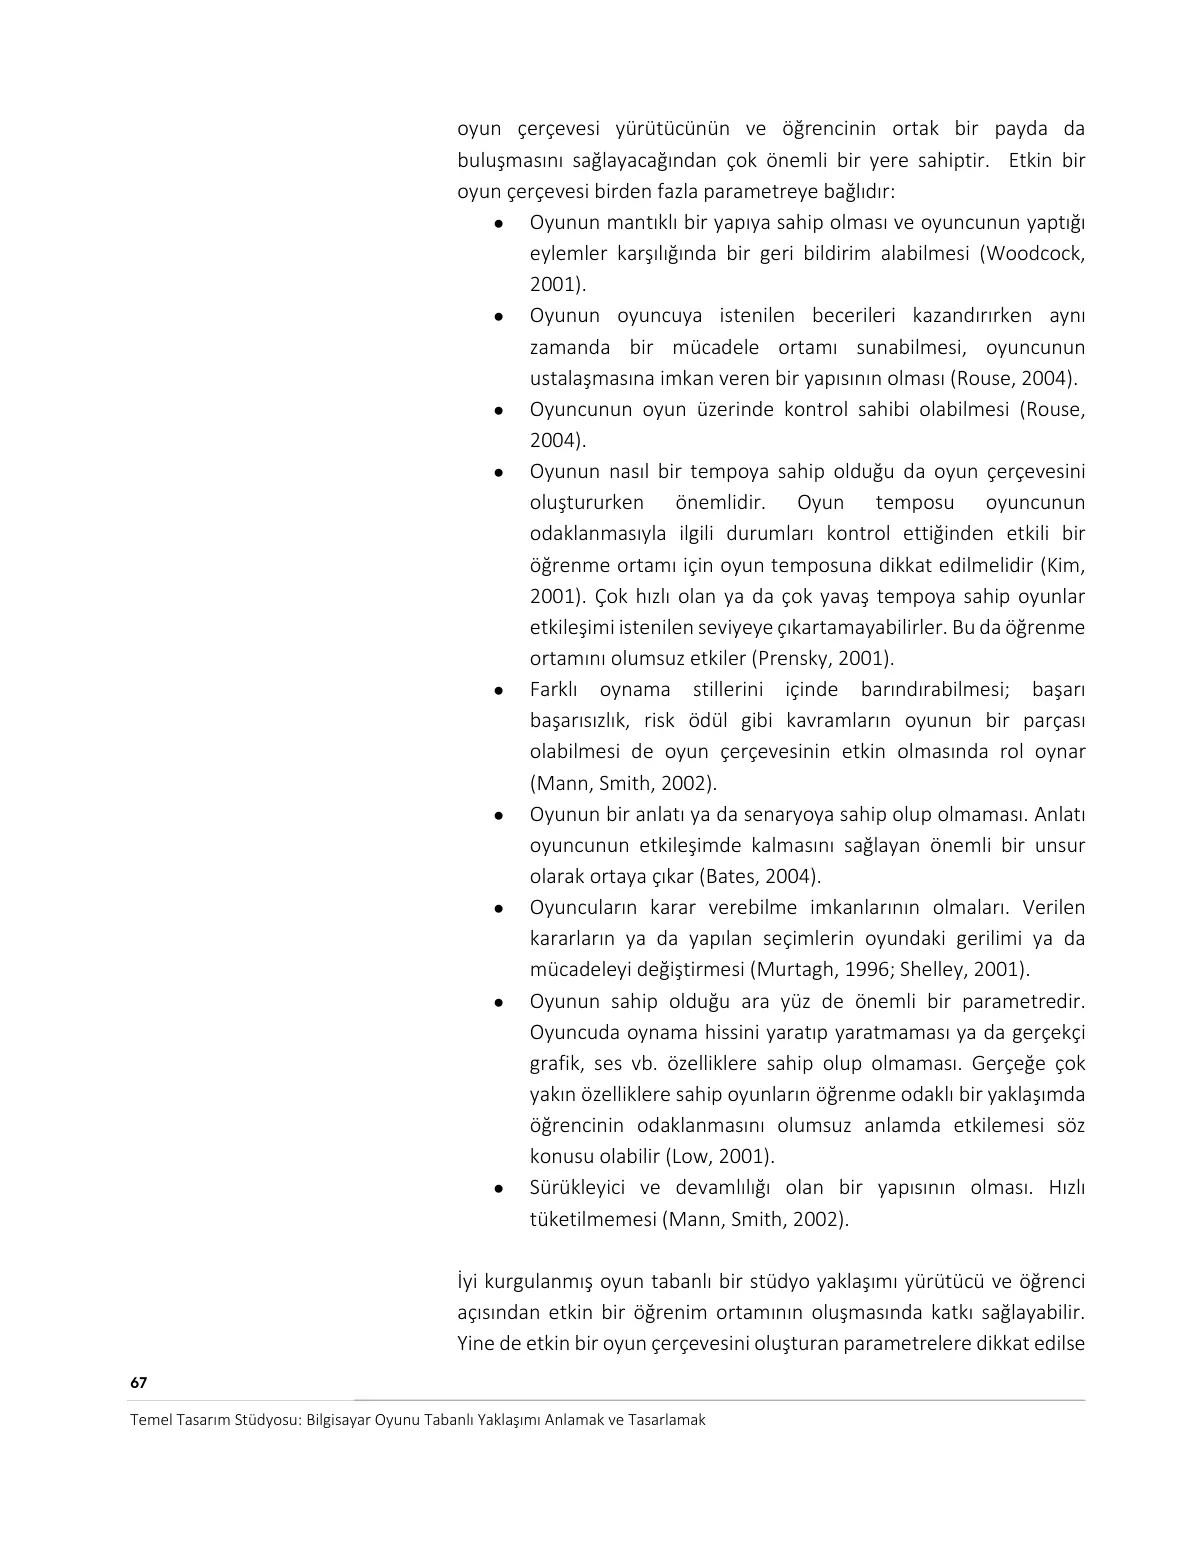 oyun çerçevesi yürütücünün ve öğrencinin ortak bir payda da
buluşmasını sağlayacağından çok önemli bir yere sahiptir.  Etkin bir
oyun çerçevesi birden fazla parametreye bağlıdır:
● Oyunun mantıklı bir yapıya sahip olması ve oyuncunun yaptığı
eylemler karşılığında bir geri bildirim alabilmesi (Woodcock,
2001).
● Oyunun oyuncuya istenilen becerileri kazandırırken aynı
zamanda bir mücadele ortamı sunabilmesi, oyuncunun
ustalaşmasına imkan veren bir yapısının olması (Rouse, 2004).
● Oyuncunun oyun üzerinde kontrol sahibi olabilmesi (Rouse,
2004).
● Oyunun nasıl bir tempoya sahip olduğu da oyun çerçevesini
oluştururken önemlidir. Oyun temposu oyuncunun
odaklanmasıyla ilgili durumları kontrol ettiğinden etkili bir
öğrenme ortamı için oyun temposuna dikkat edilmelidir (Kim,
2001). Çok hızlı olan ya da çok yavaş tempoya sahip oyunlar
etkileşimi istenilen seviyeye çıkartamayabilirler. Bu da öğrenme
ortamını olumsuz etkiler (Prensky, 2001).
● Farklı oynama stillerini içinde barındırabilmesi; başarı
başarısızlık, risk ödül gibi kavramların oyunun bir parçası
olabilmesi de oyun çerçevesinin etkin olmasında rol oynar
(Mann, Smith, 2002).
● Oyunun bir anlatı ya da senaryoya sahip olup olmaması. Anlatı
oyuncunun etkileşimde kalmasını sağlayan önemli bir unsur
olarak ortaya çıkar (Bates, 2004).
● Oyuncuların karar verebilme imkanlarının olmaları. Verilen
kararların ya da yapılan seçimlerin oyundaki gerilimi ya da
mücadeleyi değiştirmesi (Murtagh, 1996; Shelley, 2001).
● Oyunun sahip olduğu ara yüz de önemli bir parametredir.
Oyuncuda oynama hissini yaratıp yaratmaması ya da gerçekçi
grafik, ses vb. özelliklere sahip olup olmaması. Gerçeğe çok
yakın özelliklere sahip oyunların öğrenme odaklı bir yaklaşımda
öğrencinin odaklanmasını olumsuz anlamda etkilemesi söz
konusu olabilir (Low, 2001).
● Sürükleyici ve devamlılığı olan bir yapısının olması. Hızlı
tüketilmemesi (Mann, Smith, 2002).
İyi kurgulanmış oyun tabanlı bir stüdyo yaklaşımı yürütücü ve öğrenci
açısından etkin bir öğrenim ortamının oluşmasında katkı sağlayabilir.
Yine de etkin bir oyun çerçevesini oluşturan parametrelere dikkat edilse
67
Temel Tasarım Stüdyosu: Bilgisayar Oyunu Tabanlı Yaklaşımı Anlamak ve Tasarlamak